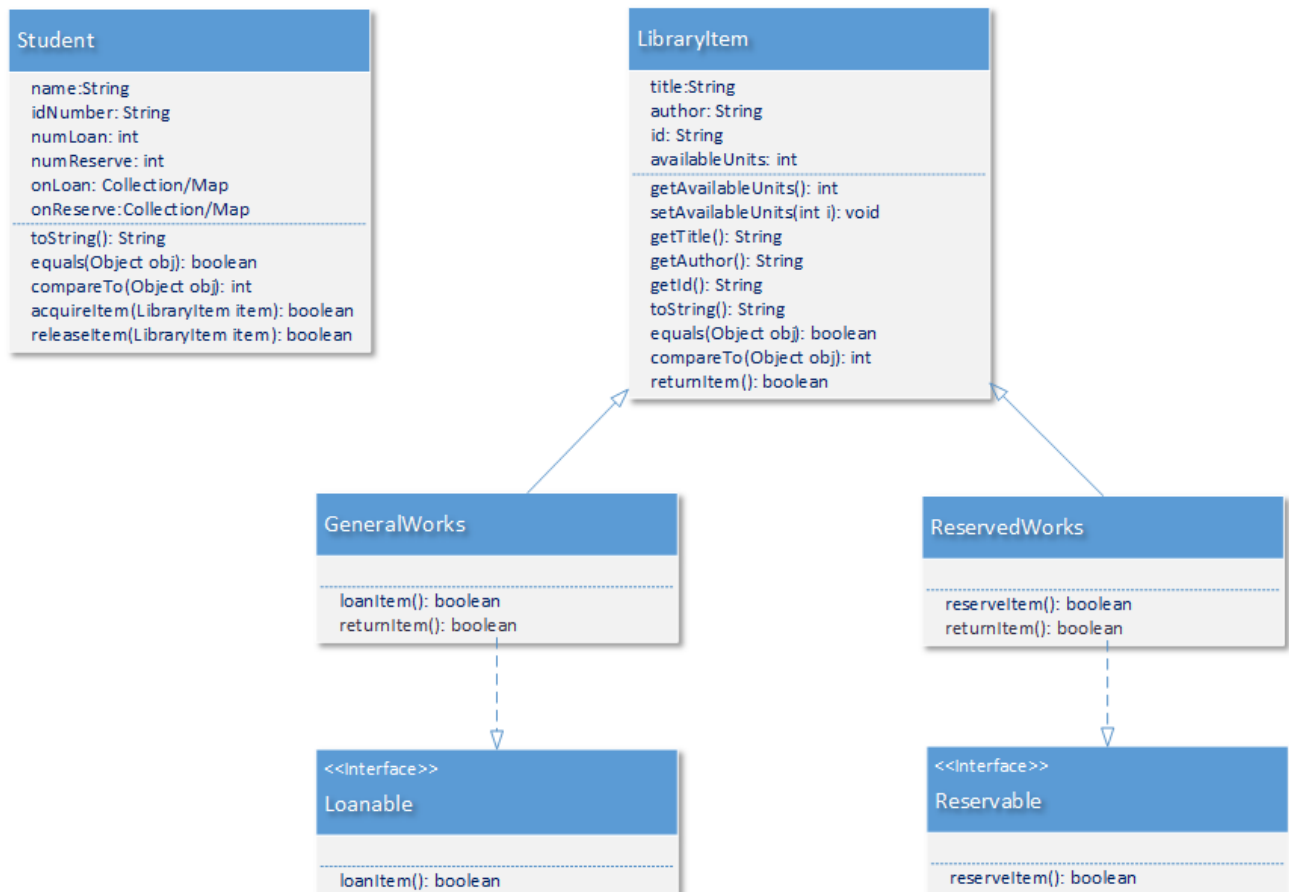 Student
name:String
idNumber: String
numLoan: int
numReserve: int
onLoan: Collection/Map
onReserve:Collection/Map
toString(): String
equals(Object obj): boolean
compareTo(Object obj): int
acquireItem(LibraryItem item): boolean
releaseItem(LibraryItem item): boolean
LibraryItem
title:String
author: String
id: String
availableUnits: int
getAvailableUnits(): int
setAvailableUnits(int i): void
getTitle(): String
getAuthor(): String
getId(): String
toString(): String
equals(Object obj): boolean
compareTo(Object obj): int
returnItem(): boolean
GeneralWorks
loanItem(): boolean
returnItem(): boolean
ReservedWorks
reserveItem(): boolean
returnItem(): boolean
<<Interface>>
Loanable
loanItem(): boolean
<<Interface>>
Reservable
reserveItem(): boolean